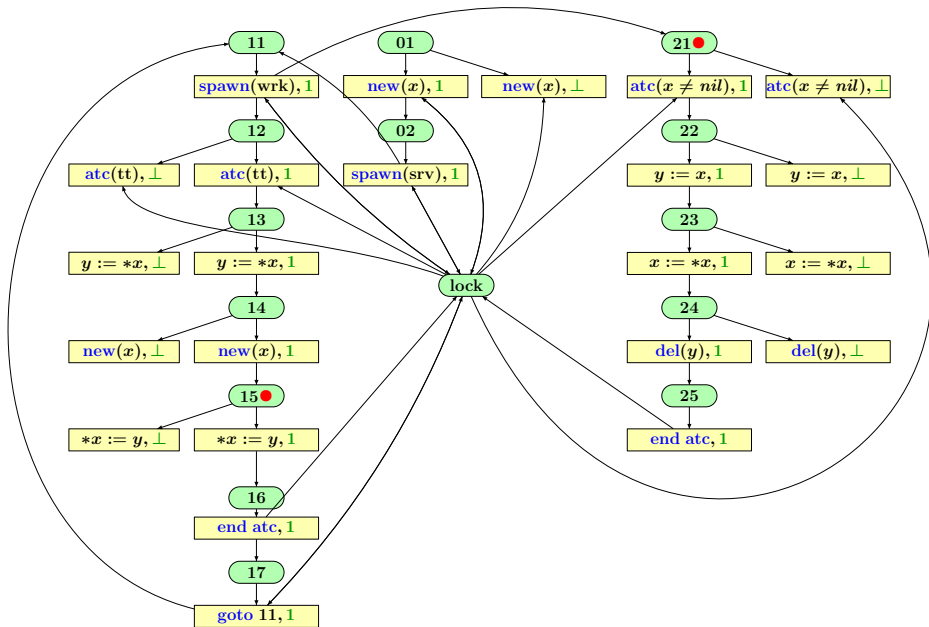 11
01
21
spawn(wrk), 1
new(x), 1
new(x), ⊥
atc(x ≠ nil), 1
atc(x ≠ nil), ⊥
12
02
22
atc(tt), ⊥
atc(tt), 1
spawn(srv), 1
y := x, 1
y := x, ⊥
13
23
y := ∗x, ⊥
y := ∗x, 1
x := ∗x, 1
x := ∗x, ⊥
lock
14
24
new(x), ⊥
new(x), 1
del(y), 1
del(y), ⊥
15
25
∗x := y, ⊥
∗x := y, 1
end atc, 1
16
end atc, 1
17
goto 11, 1